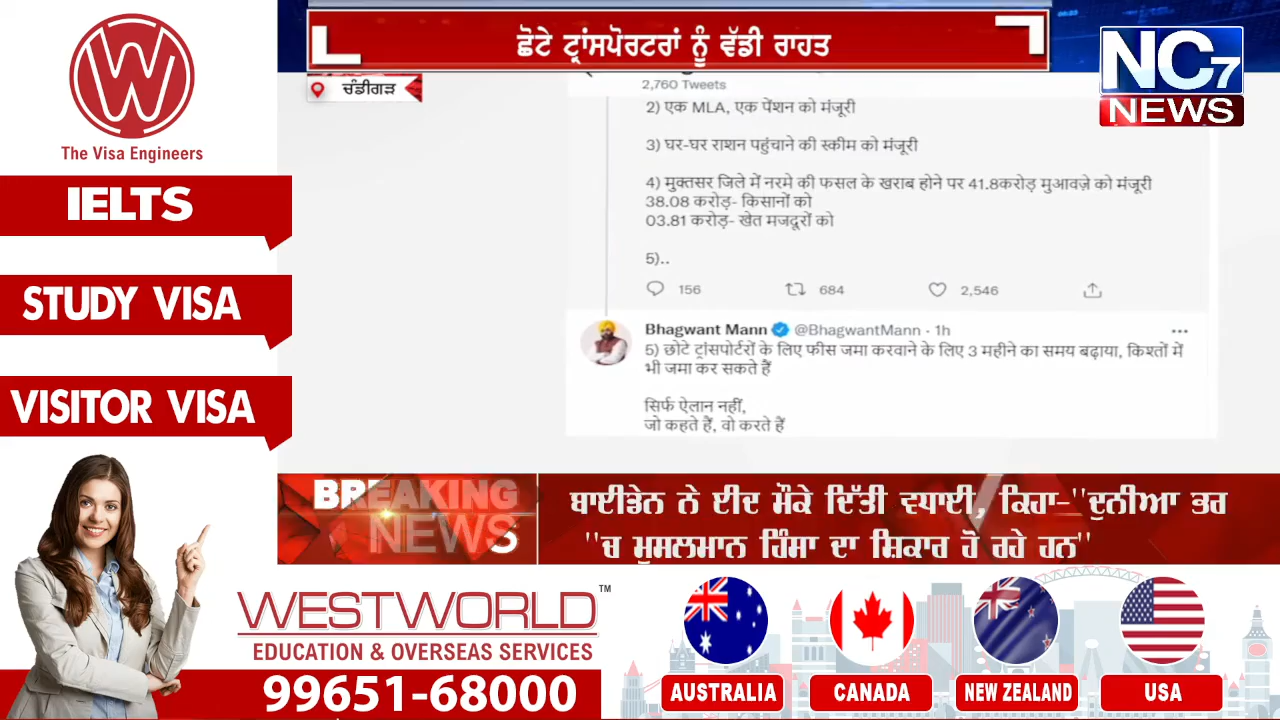 The Visa Engineers
IELTS
STUDY VISA
VISITOR VISA
ਛੋਟੇ ਟ੍ਰਾਂਸਪੋਰਟਰਾਂ ਨੂੰ ਵੱਡੀ ਰਾਹਤ
ਚੰਡੀਗੜ
NC7
NEWS
2,760 Tweets
2) एक MLA, एक पेंशन को मंजूरी
3) घर-घर राशन पहुंचाने की स्कीम को मंजूरी
4) मुक्तसर जिले में नरमे की फसल के खराब होने पर 41.8करोड़ मुआवज़े को मंजूरी
38.08 करोड़- किसानों को
03.81 करोड़- खेत मजदूरों को
5)..
156 684 2,546
Bhagwant Mann @BhagwantMann · 1h
5) छोटे ट्रांसपोर्टरों के लिए फीस जमा करवाने के लिए 3 महीने का समय बढ़ाया, किश्तों में
भी जमा कर सकते हैं
सिर्फ ऐलान नहीं,
जो कहते हैं, वो करते हैं
BREAKING
NEWS
ਬਾਈਡੇਨ ਨੇ ਈਦ ਮੌਕੇ ਦਿੱਤੀ ਵਧਾਈ, ਕਿਹਾ-"ਦੁਨੀਆ ਭਰ
"ਚ ਮੁਸਲਮਾਨ ਹਿੰਸਾ ਦਾ ਸ਼ਿਕਾਰ ਹੋ ਰਹੇ ਹਨ"
WESTWORLD™
EDUCATION & OVERSEAS SERVICES
99651-68000
AUSTRALIA
CANADA
NEW ZEALAND
USA